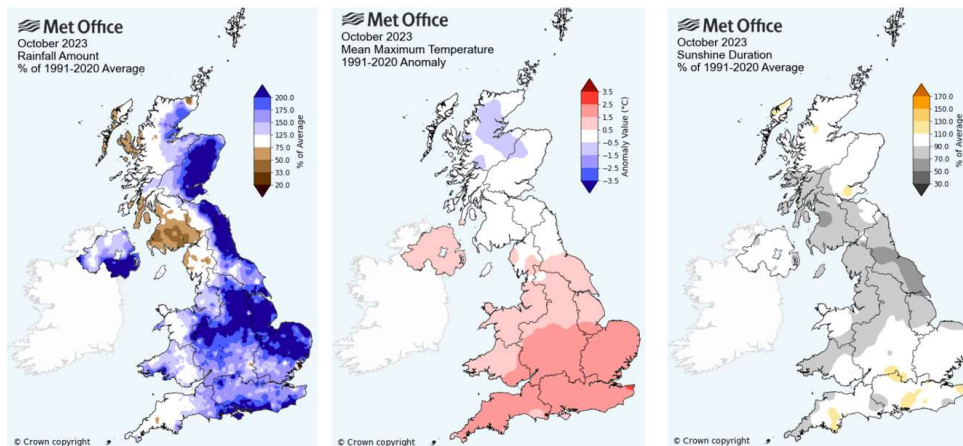 Met Office
October 2023
Rainfall Amount
% of 1991-2020 Average
200.0
175.0
150.0
125.0
75.0
50.0
33.0
20.0
% of Average
© Crown copyright
Met Office
October 2023
Mean Maximum Temperature
1991-2020 Anomaly
3.5
2.5
1.5
0.5
−0.5
−1.5
−2.5
−3.5
Anomaly Value (°C)
© Crown copyright
Met Office
October 2023
Sunshine Duration
% of 1991-2020 Average
170.0
150.0
130.0
110.0
90.0
70.0
50.0
30.0
% of Average
© Crown copyright